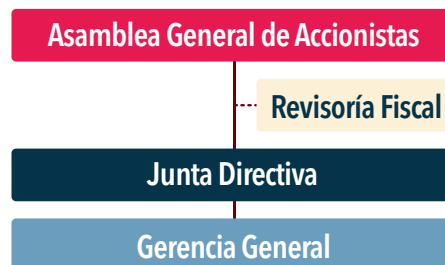 Asamblea General de Accionistas
Revisoría Fiscal
Junta Directiva
Gerencia General